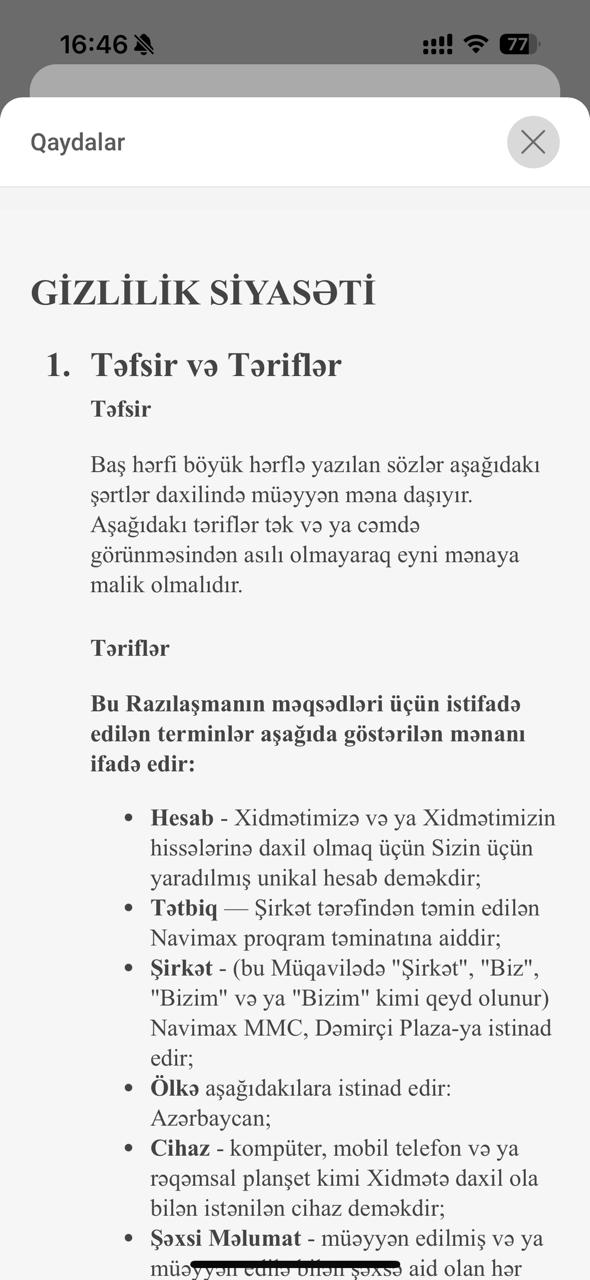 16:46
77
Qaydalar
GİZLİLİK SİYASƏTİ
1. Təfsir və Təriflər
Təfsir
Baş hərfi böyük hərflə yazılan sözlər aşağıdakı
şərtlər daxilində müəyyən məna daşıyır.
Aşağıdakı təriflər tək və ya cəmdə
görünməsindən asılı olmayaraq eyni mənaya
malik olmalıdır.
Təriflər
Bu Razılaşmanın məqsədləri üçün istifadə
edilən terminlər aşağıda göstərilən mənanı
ifadə edir:
• Hesab - Xidmətimizə və ya Xidmətimizin
hissələrinə daxil olmaq üçün Sizin üçün
yaradılmış unikal hesab deməkdir;
• Tətbiq — Şirkət tərəfindən təmin edilən
Navimax proqram təminatına aiddir;
• Şirkət - (bu Müqavilədə "Şirkət", "Biz",
"Bizim" və ya "Bizim" kimi qeyd olunur)
Navimax MMC, Dəmirçi Plaza-ya istinad
edir;
• Ölkə aşağıdakılara istinad edir:
Azərbaycan;
• Cihaz - kompüter, mobil telefon və ya
rəqəmsal planşet kimi Xidmətə daxil ola
bilən istənilən cihaz deməkdir;
• Şəxsi Məlumat - müəyyən edilmiş və ya
müəyyən edilə bilən şəxsə aid olan hər